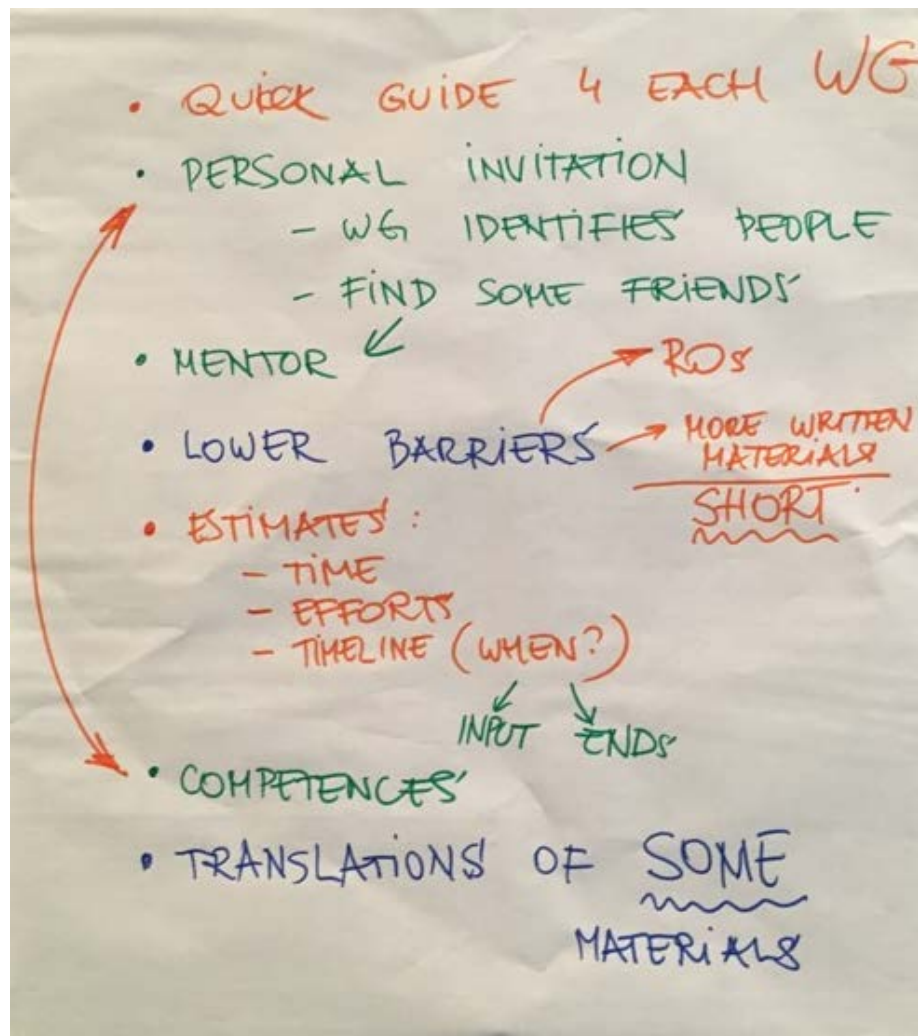 • QUICK GUIDE 4 EACH WG
• PERSONAL INVITATION
- WG IDENTIFIES PEOPLE
- FIND SOME FRIENDS
• MENTOR
ROs
• LOWER BARRIERS
MORE WRITTEN
MATERIALS
SHORT
• ESTIMATES:
- TIME
- EFFORTS
- TIMELINE (WHEN?)
INPUT ENDS
• COMPETENCES
• TRANSLATIONS OF SOME
MATERIALS